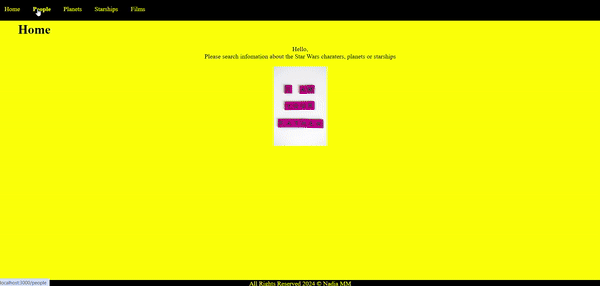 Home People Planets Starships Films
Home
Hello,
Please search infomation about the Star Wars charaters, planets or starships
localhost:3000/people
All Rights Reserved 2024 © Nadia MM